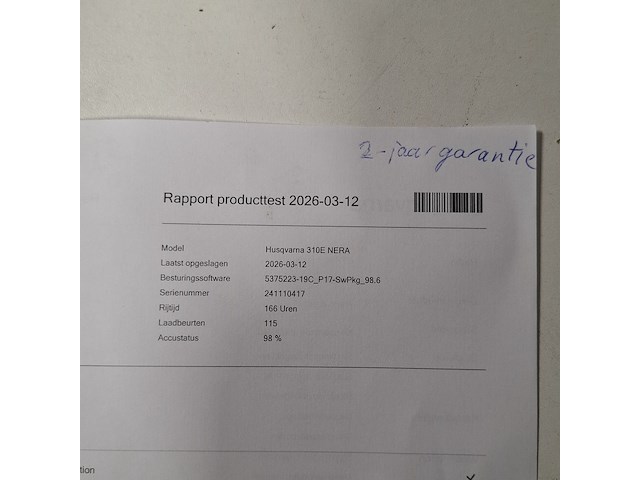 2-jaar garantie
Rapport producttest 2026-03-12
Model Husqvarna 310E NERA
Laatst opgeslagen 2026-03-12
Besturingssoftware 5375223-19C_P17-SwPkg_98.6
Serienummer 241110417
Rijtijd 166 Uren
Laadbeurten 115
Accustatus 98 %
tion